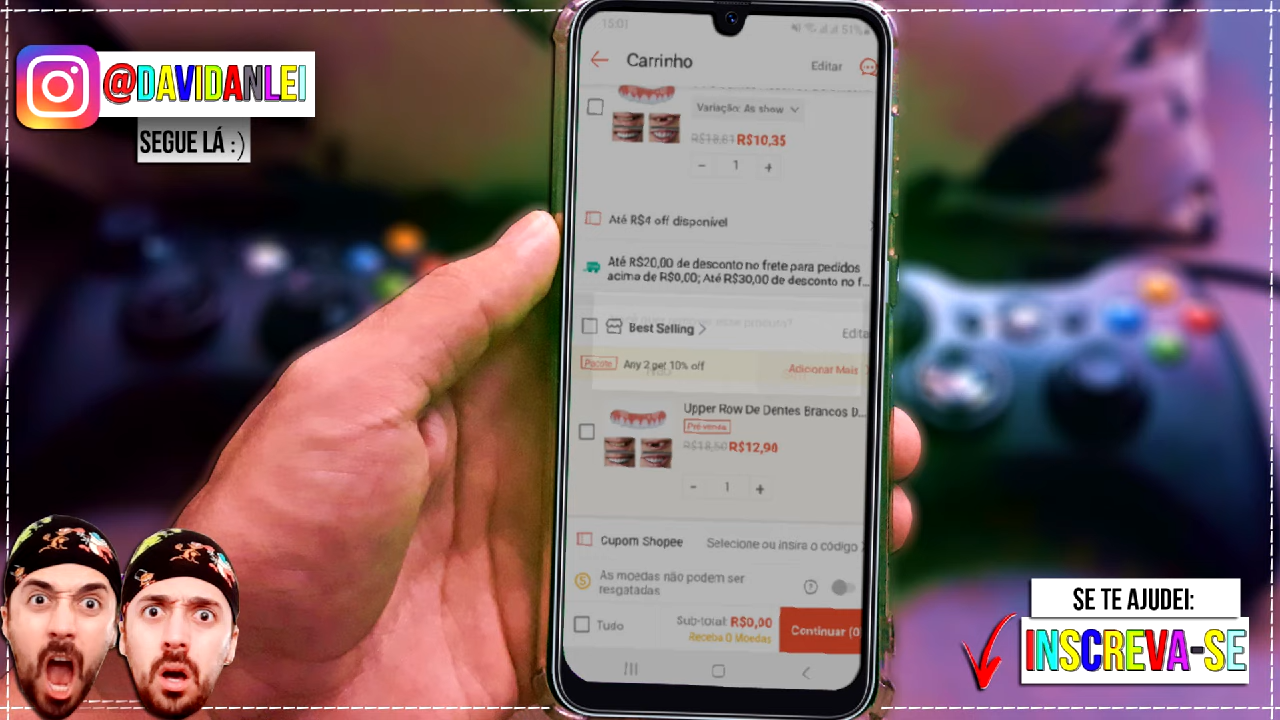 @DAVIDANLEI
SEGUE LÁ :)
15:01
51%
Carrinho
Editar
Variação: As show
R$18,61 R$10,35
- 1 +
Até R$4 off disponível
Até R$20,00 de desconto no frete para pedidos
acima de R$0,00; Até R$30,00 de desconto no f...
Best Selling >
Edita
Pacote Any 2 get 10% off
Adicionar Mais
Upper Row De Dentes Brancos D...
Pré-venda
R$18,50 R$12,90
- 1 +
Cupom Shopee
Selecione ou insira o código
As moedas não podem ser
resgatadas
Tudo
Sub-total: R$0,00
Receba 0 Moedas
Continuar (0
SE TE AJUDEI:
INSCREVA-SE